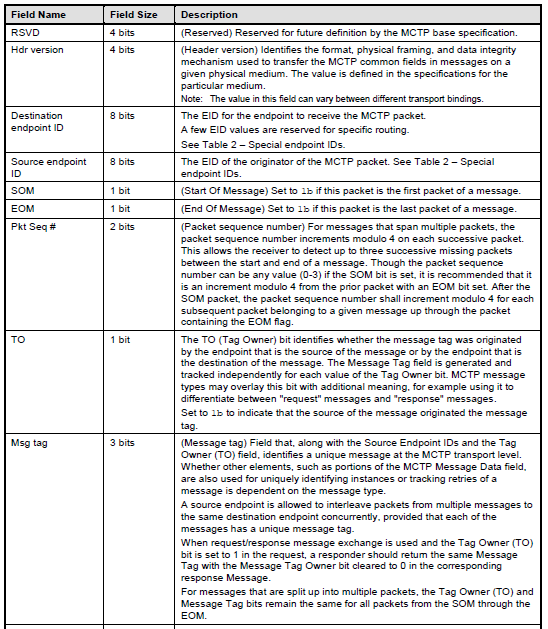 Field Name Field Size Description
RSVD 4 bits (Reserved) Reserved for future definition by the MCTP base specification.
Hdr version 4 bits (Header version) Identifies the format, physical framing, and data integrity
mechanism used to transfer the MCTP common fields in messages on a
given physical medium. The value is defined in the specifications for the
particular medium.
Note: The value in this field can vary between different transport bindings.
Destination
endpoint ID 8 bits The EID for the endpoint to receive the MCTP packet.
A few EID values are reserved for specific routing.
See Table 2 – Special endpoint IDs.
Source endpoint
ID 8 bits The EID of the originator of the MCTP packet. See Table 2 – Special
endpoint IDs.
SOM 1 bit (Start Of Message) Set to 1b if this packet is the first packet of a message.
EOM 1 bit (End Of Message) Set to 1b if this packet is the last packet of a message.
Pkt Seq # 2 bits (Packet sequence number) For messages that span multiple packets, the
packet sequence number increments modulo 4 on each successive packet.
This allows the receiver to detect up to three successive missing packets
between the start and end of a message. Though the packet sequence
number can be any value (0-3) if the SOM bit is set, it is recommended that it
is an increment modulo 4 from the prior packet with an EOM bit set. After the
SOM packet, the packet sequence number shall increment modulo 4 for each
subsequent packet belonging to a given message up through the packet
containing the EOM flag.
TO 1 bit The TO (Tag Owner) bit identifies whether the message tag was originated
by the endpoint that is the source of the message or by the endpoint that is
the destination of the message. The Message Tag field is generated and
tracked independently for each value of the Tag Owner bit. MCTP message
types may overlay this bit with additional meaning, for example using it to
differentiate between "request" messages and "response" messages.
Set to 1b to indicate that the source of the message originated the message
tag.
Msg tag 3 bits (Message tag) Field that, along with the Source Endpoint IDs and the Tag
Owner (TO) field, identifies a unique message at the MCTP transport level.
Whether other elements, such as portions of the MCTP Message Data field,
are also used for uniquely identifying instances or tracking retries of a
message is dependent on the message type.
A source endpoint is allowed to interleave packets from multiple messages to
the same destination endpoint concurrently, provided that each of the
messages has a unique message tag.
When request/response message exchange is used and the Tag Owner (TO)
bit is set to 1 in the request, a responder should return the same Message
Tag with the Message Tag Owner bit cleared to 0 in the corresponding
response Message.
For messages that are split up into multiple packets, the Tag Owner (TO) and
Message Tag bits remain the same for all packets from the SOM through the
EOM.